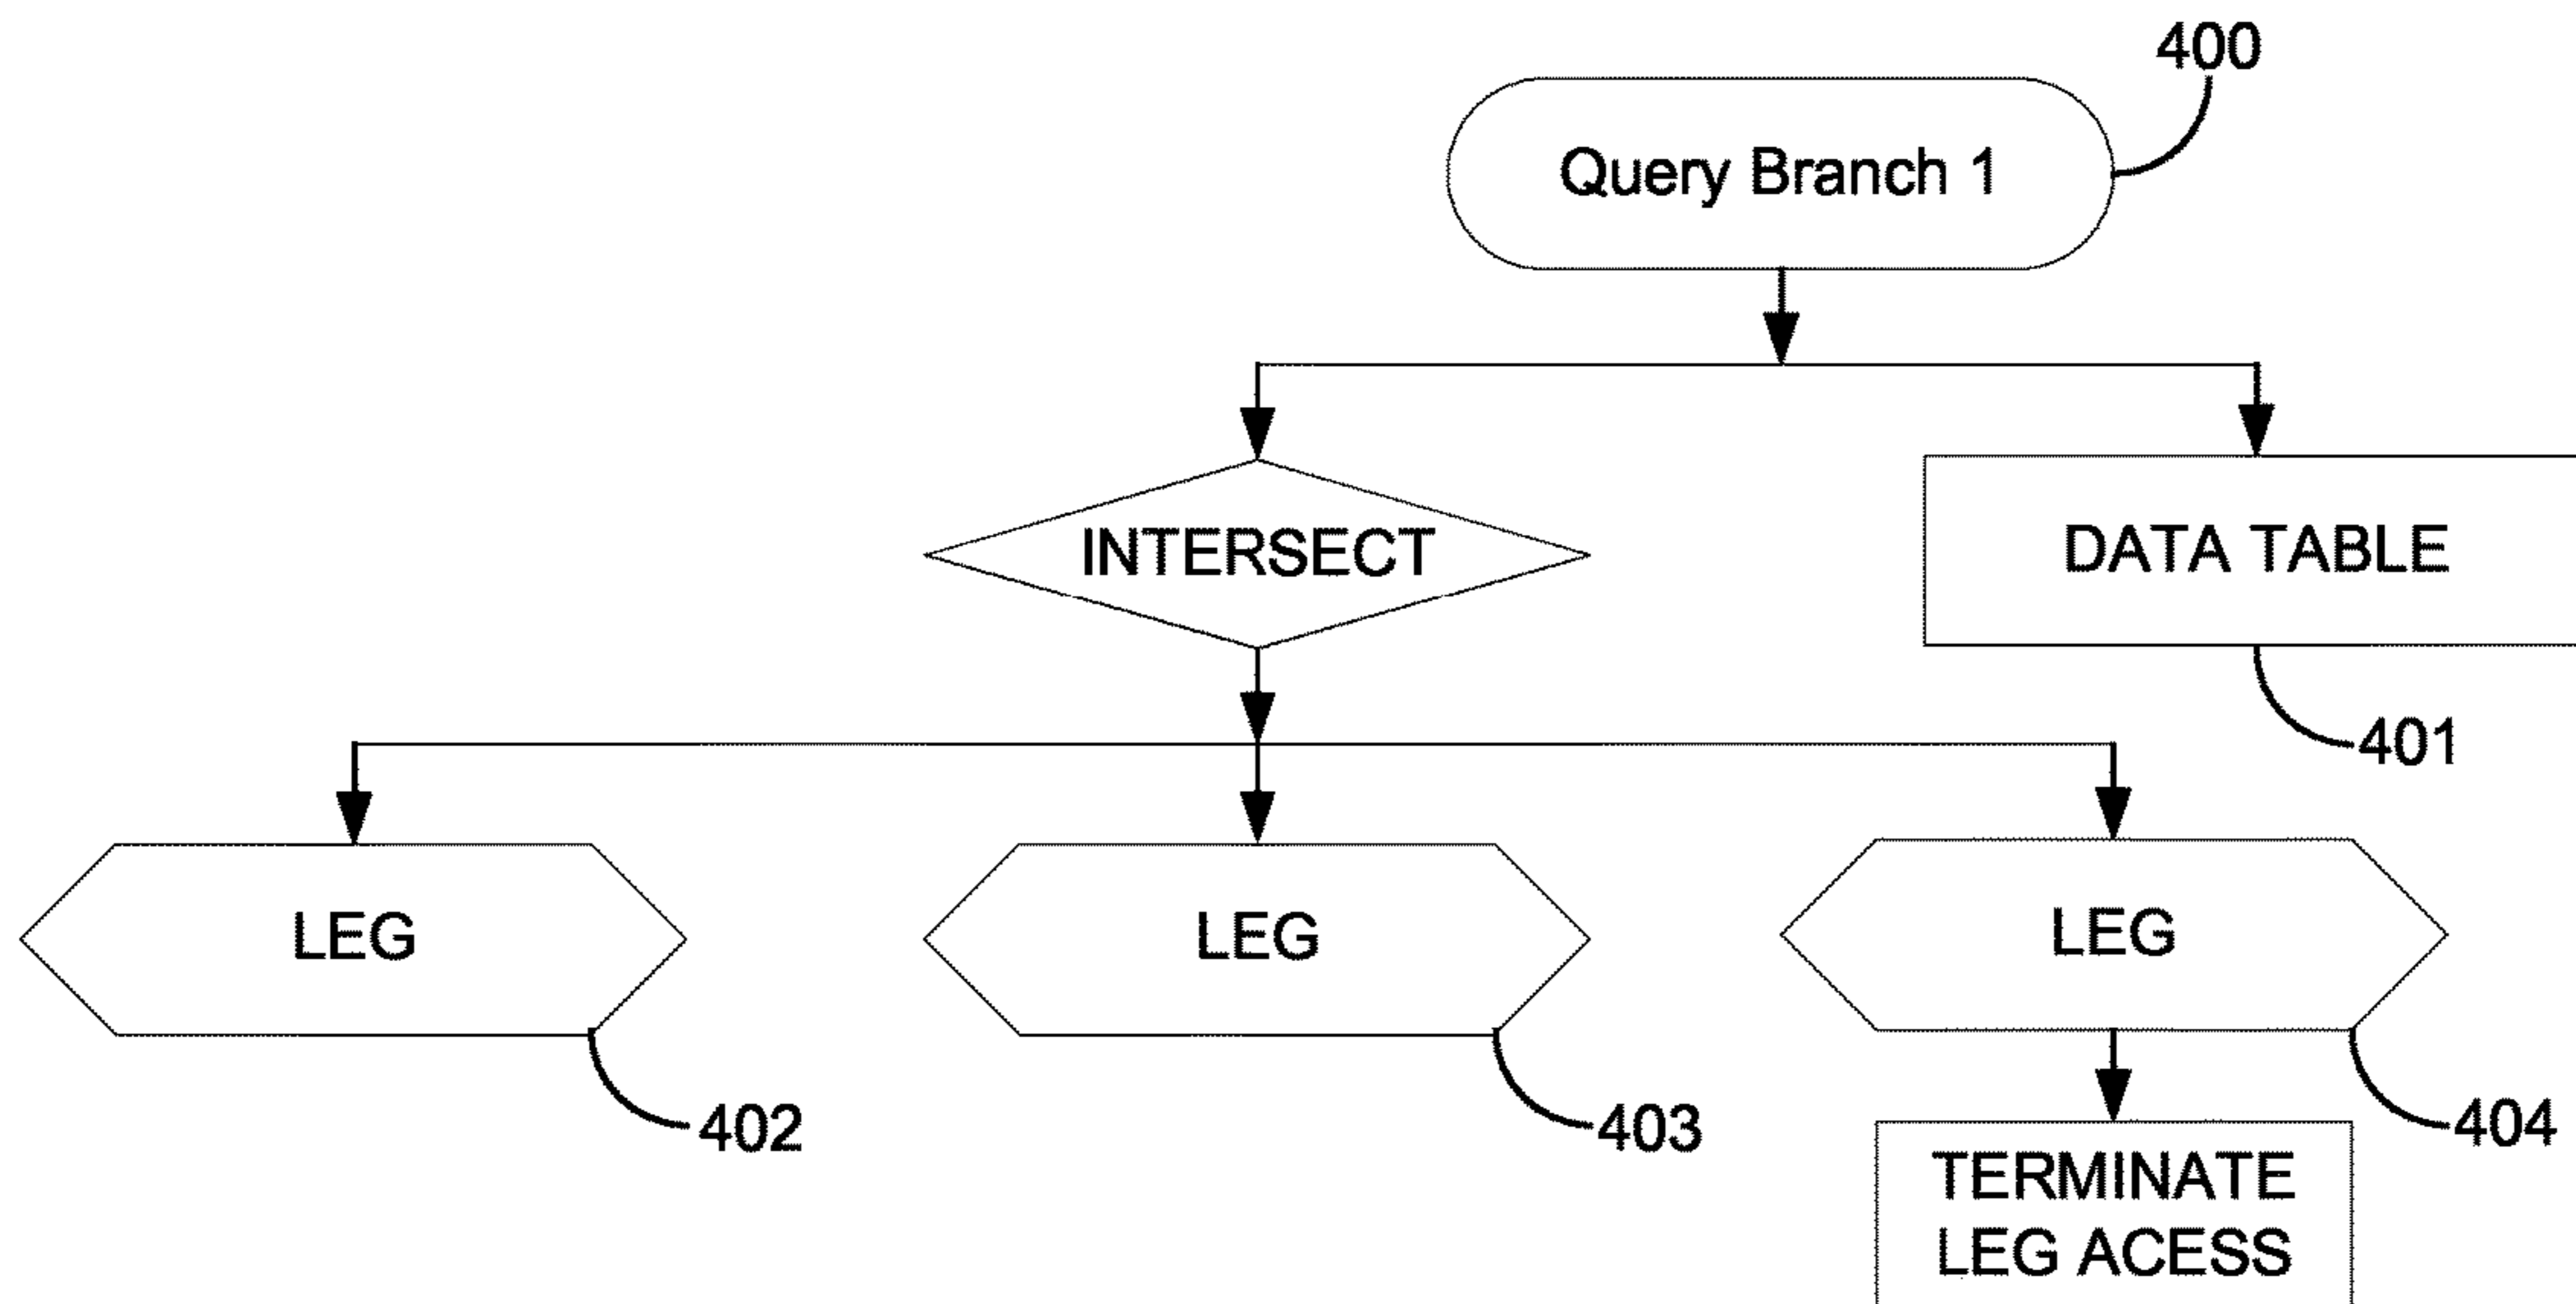 400
Query Branch 1
INTERSECT
DATA TABLE
401
LEG
LEG
LEG
402
403
404
TERMINATE
LEG ACESS